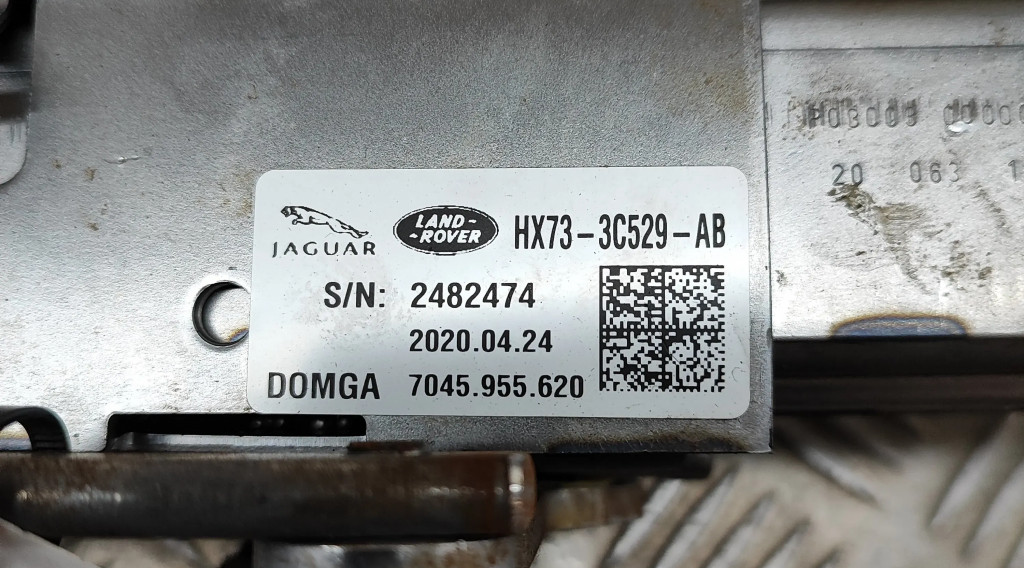 JAGUAR
LAND-
-ROVER
HX73-3C529-AB
S/N: 2482474
2020.04.24
DOMGA 7045.955.620
20 063